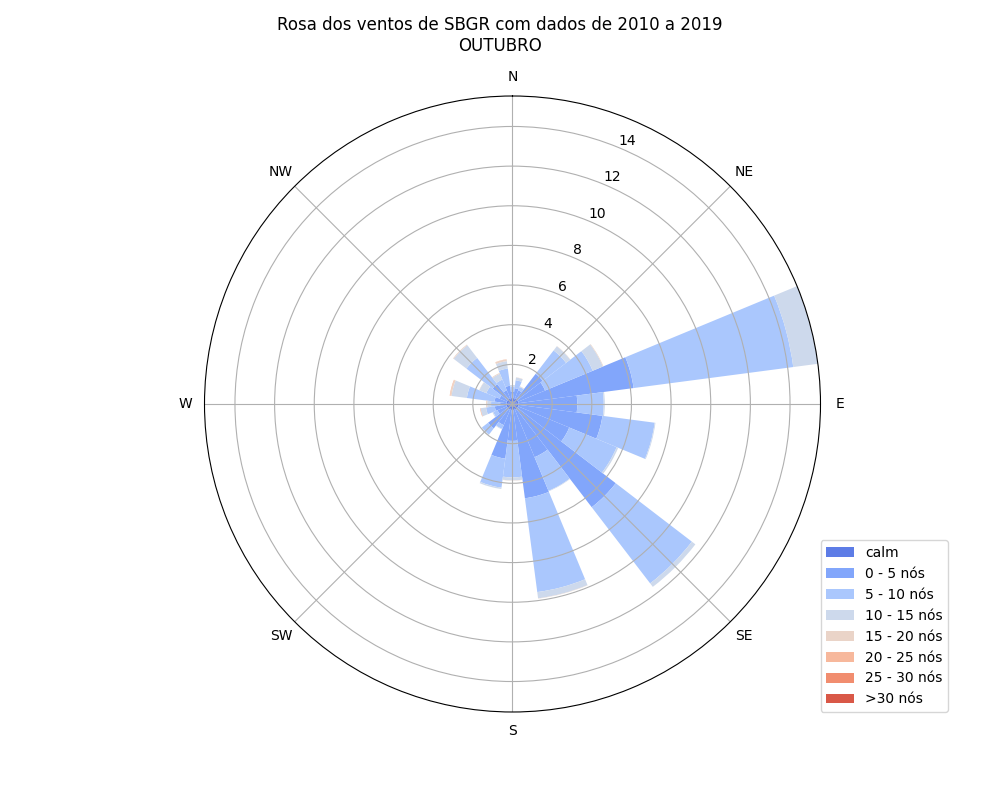 Rosa dos ventos de SBGR com dados de 2010 a 2019
OUTUBRO
N
NW
NE
14
12
10
8
6
4
2
W
E
SW
SE
S
calm
0 - 5 nós
5 - 10 nós
10 - 15 nós
15 - 20 nós
20 - 25 nós
25 - 30 nós
>30 nós